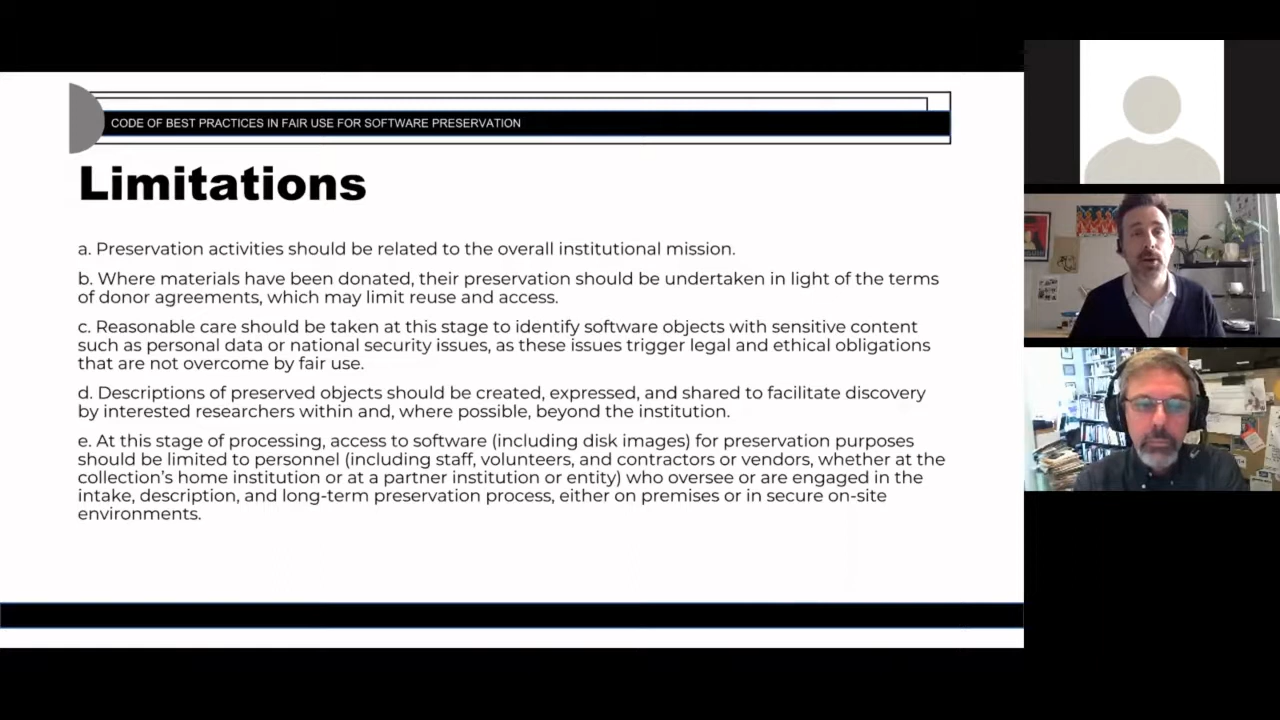 CODE OF BEST PRACTICES IN FAIR USE FOR SOFTWARE PRESERVATION
Limitations
a. Preservation activities should be related to the overall institutional mission.
b. Where materials have been donated, their preservation should be undertaken in light of the terms
of donor agreements, which may limit reuse and access.
c. Reasonable care should be taken at this stage to identify software objects with sensitive content
such as personal data or national security issues, as these issues trigger legal and ethical obligations
that are not overcome by fair use.
d. Descriptions of preserved objects should be created, expressed, and shared to facilitate discovery
by interested researchers within and, where possible, beyond the institution.
e. At this stage of processing, access to software (including disk images) for preservation purposes
should be limited to personnel (including staff, volunteers, and contractors or vendors, whether at the
collection’s home institution or at a partner institution or entity) who oversee or are engaged in the
intake, description, and long-term preservation process, either on premises or in secure on-site
environments.